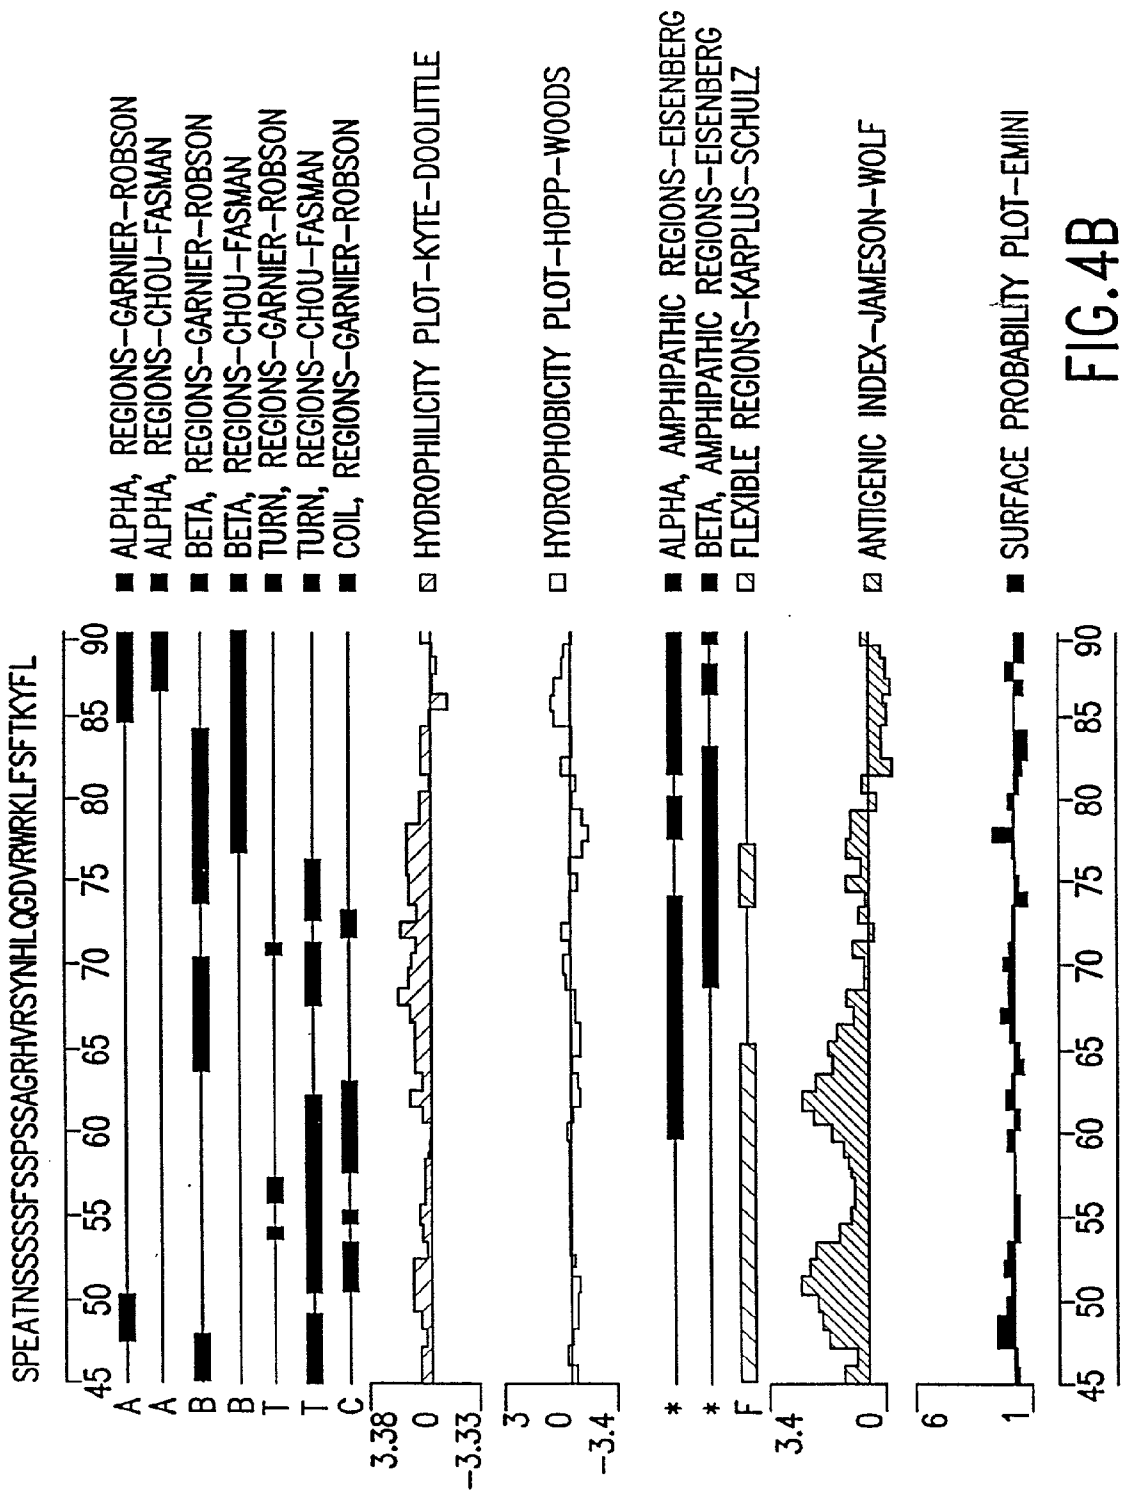 SPEATNSSSSFSSPSSAGRHVRSYNHLQGDVRWRKLFSFTKYFL
45 50 55 60 65 70 75 80 85 90
A ALPHA, REGIONS-GARNIER-ROBSON
A ALPHA, REGIONS-CHOU-FASMAN
B BETA, REGIONS-GARNIER-ROBSON
B BETA, REGIONS-CHOU-FASMAN
T TURN, REGIONS-GARNIER-ROBSON
T TURN, REGIONS-CHOU-FASMAN
C COIL, REGIONS-GARNIER-ROBSON
3.38
0 HYDROPHILICITY PLOT-KYTE-DOOLITTLE
-3.33
3
0 HYDROPHOBICITY PLOT-HOPP-WOODS
-3.4
* ALPHA, AMPHIPATHIC REGIONS-EISENBERG
* BETA, AMPHIPATHIC REGIONS-EISENBERG
F FLEXIBLE REGIONS-KARPLUS-SCHULZ
3.4
0 ANTIGENIC INDEX-JAMESON-WOLF
6
1 SURFACE PROBABILITY PLOT-EMINI
45 50 55 60 65 70 75 80 85 90
FIG.4B